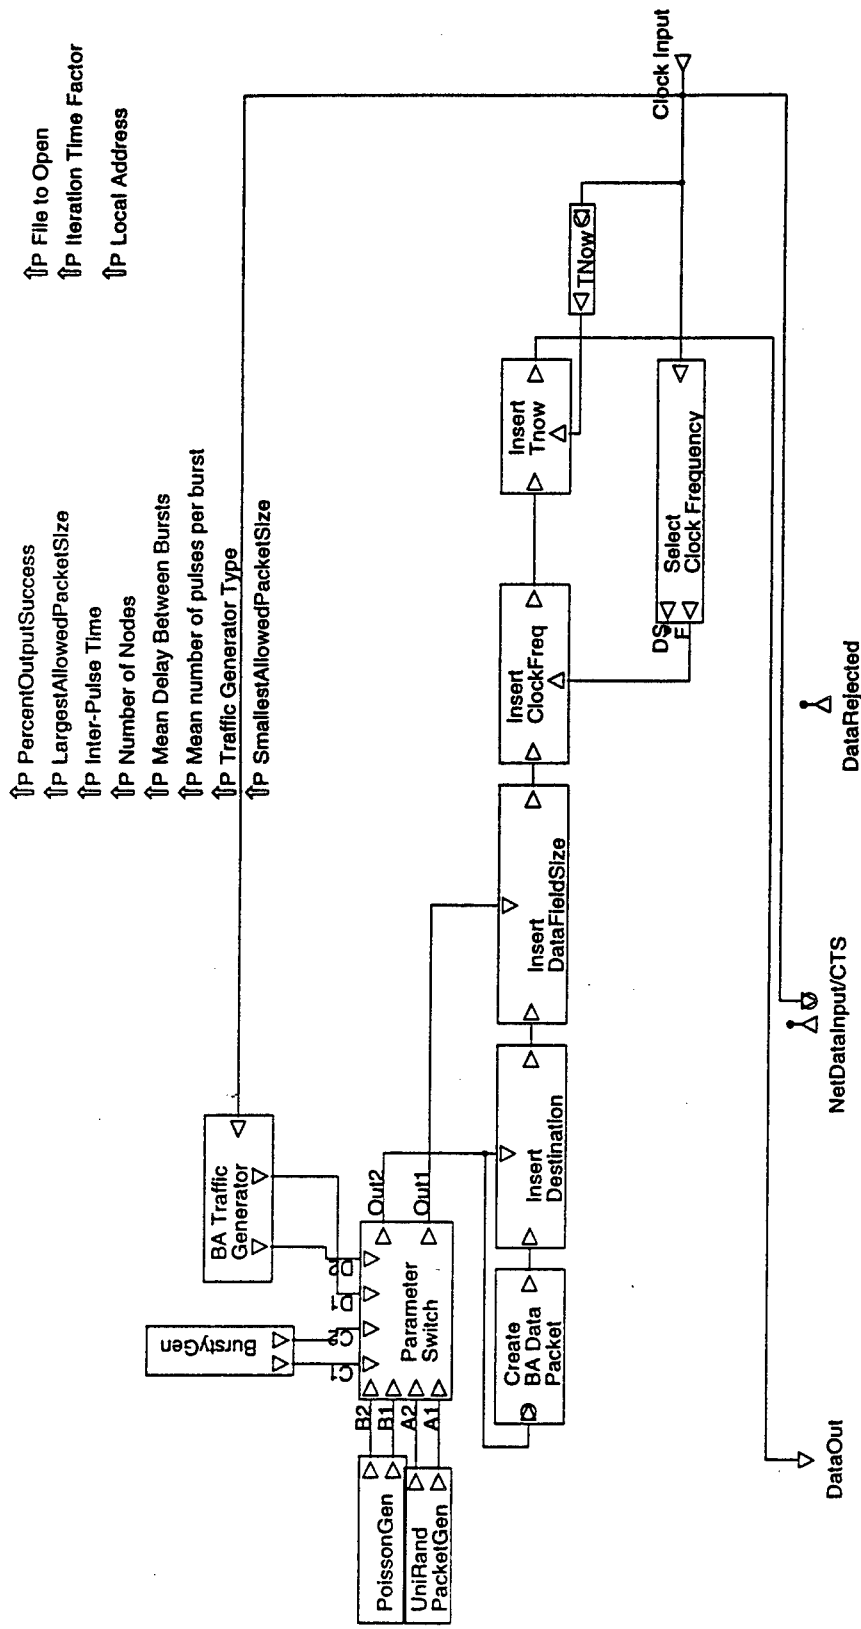 ⇑P File to Open
⇑P Iteration Time Factor
⇑P Local Address
⇑P PercentOutputSuccess
⇑P LargestAllowedPacketSize
⇑P Inter-Pulse Time
⇑P Number of Nodes
⇑P Mean Delay Between Bursts
⇑P Mean number of pulses per burst
⇑P Traffic Generator Type
⇑P SmallestAllowedPacketSize
BA Traffic
Generator
BurstyGen
PoissonGen
UniRand
PacketGen
B2
B1
A2
A1
C1
C2
D1
D2
Parameter
Switch
Out2
Out1
Create
BA Data
Packet
Insert
Destination
Insert
DataFieldSize
Insert
ClockFreq
Insert
Tnow
TNow
Select
Clock Frequency
DS
F
Clock Input
DataOut
NetDataInput/CTS
DataRejected